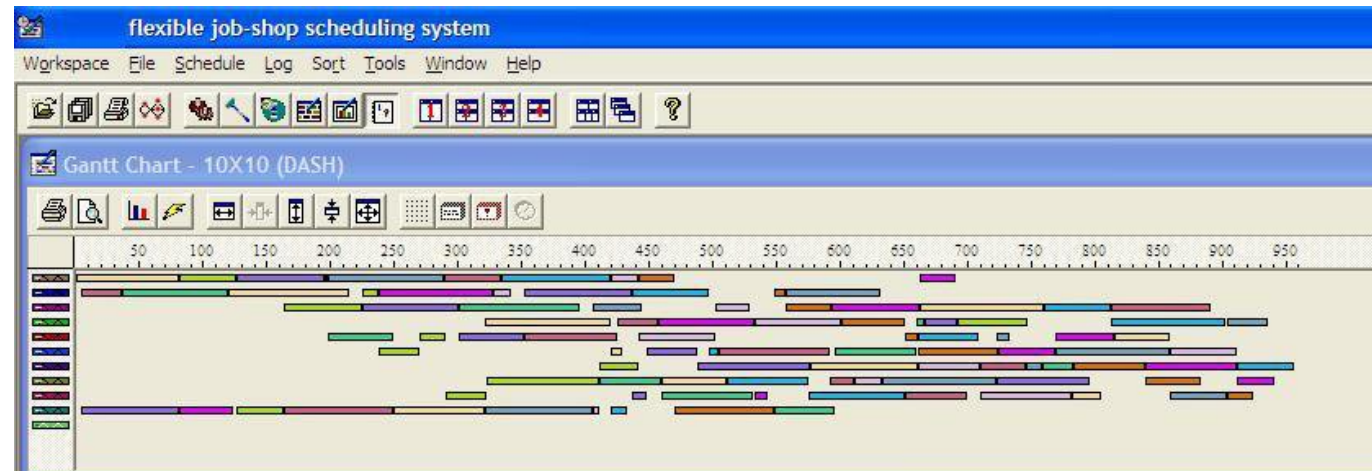 flexible job-shop scheduling system
Workspace File Schedule Log Sort Tools Window Help
Gantt Chart - 10X10 (DASH)
50 100 150 200 250 300 350 400 450 500 550 600 650 700 750 800 850 900 950